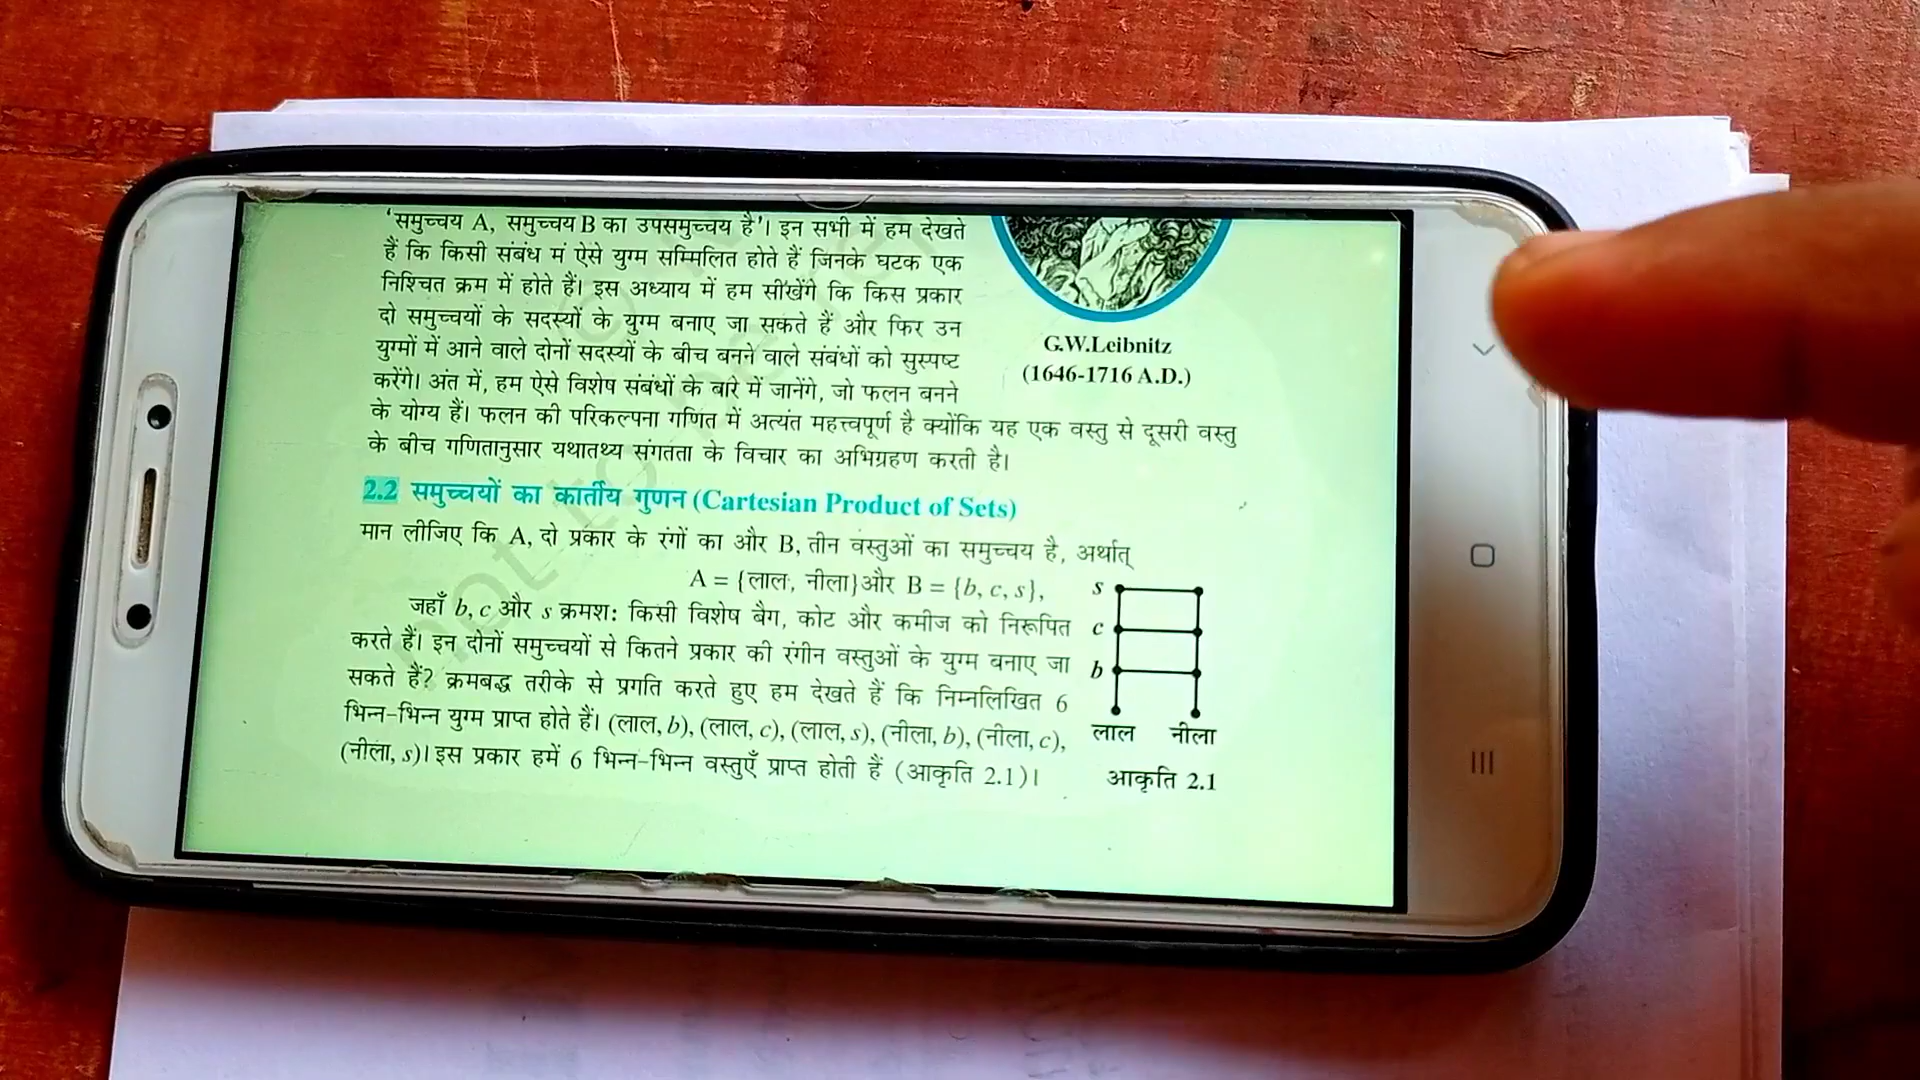 ‘समुच्चय A, समुच्चय B का उपसमुच्चय है’। इन सभी में हम देखते
हैं कि किसी संबंध मं ऐसे युग्म सम्मिलित होते हैं जिनके घटक एक
निश्चित क्रम में होते हैं। इस अध्याय में हम सीखेंगे कि किस प्रकार
दो समुच्चयों के सदस्यों के युग्म बनाए जा सकते हैं और फिर उन
युग्मों में आने वाले दोनों सदस्यों के बीच बनने वाले संबंधों को सुस्पष्ट
करेंगे। अंत में, हम ऐसे विशेष संबंधों के बारे में जानेंगे, जो फलन बनने
के योग्य हैं। फलन की परिकल्पना गणित में अत्यंत महत्त्वपूर्ण है क्योंकि यह एक वस्तु से दूसरी वस्तु
के बीच गणितानुसार यथातथ्य संगतता के विचार का अभिग्रहण करती है।
G.W.Leibnitz
(1646-1716 A.D.)
2.2 समुच्चयों का कार्तीय गुणन (Cartesian Product of Sets)
मान लीजिए कि A, दो प्रकार के रंगों का और B, तीन वस्तुओं का समुच्चय है, अर्थात्
A = {लाल, नीला}और B = {b, c, s},
जहाँ b, c और s क्रमश: किसी विशेष बैग, कोट और कमीज को निरूपित
करते हैं। इन दोनों समुच्चयों से कितने प्रकार की रंगीन वस्तुओं के युग्म बनाए जा
सकते हैं? क्रमबद्ध तरीके से प्रगति करते हुए हम देखते हैं कि निम्नलिखित 6
भिन्न-भिन्न युग्म प्राप्त होते हैं। (लाल, b), (लाल, c), (लाल, s), (नीला, b), (नीला, c),
(नीला, s)। इस प्रकार हमें 6 भिन्न-भिन्न वस्तुएँ प्राप्त होती हैं (आकृति 2.1)।
s
c
b
लाल नीला
आकृति 2.1
not to be